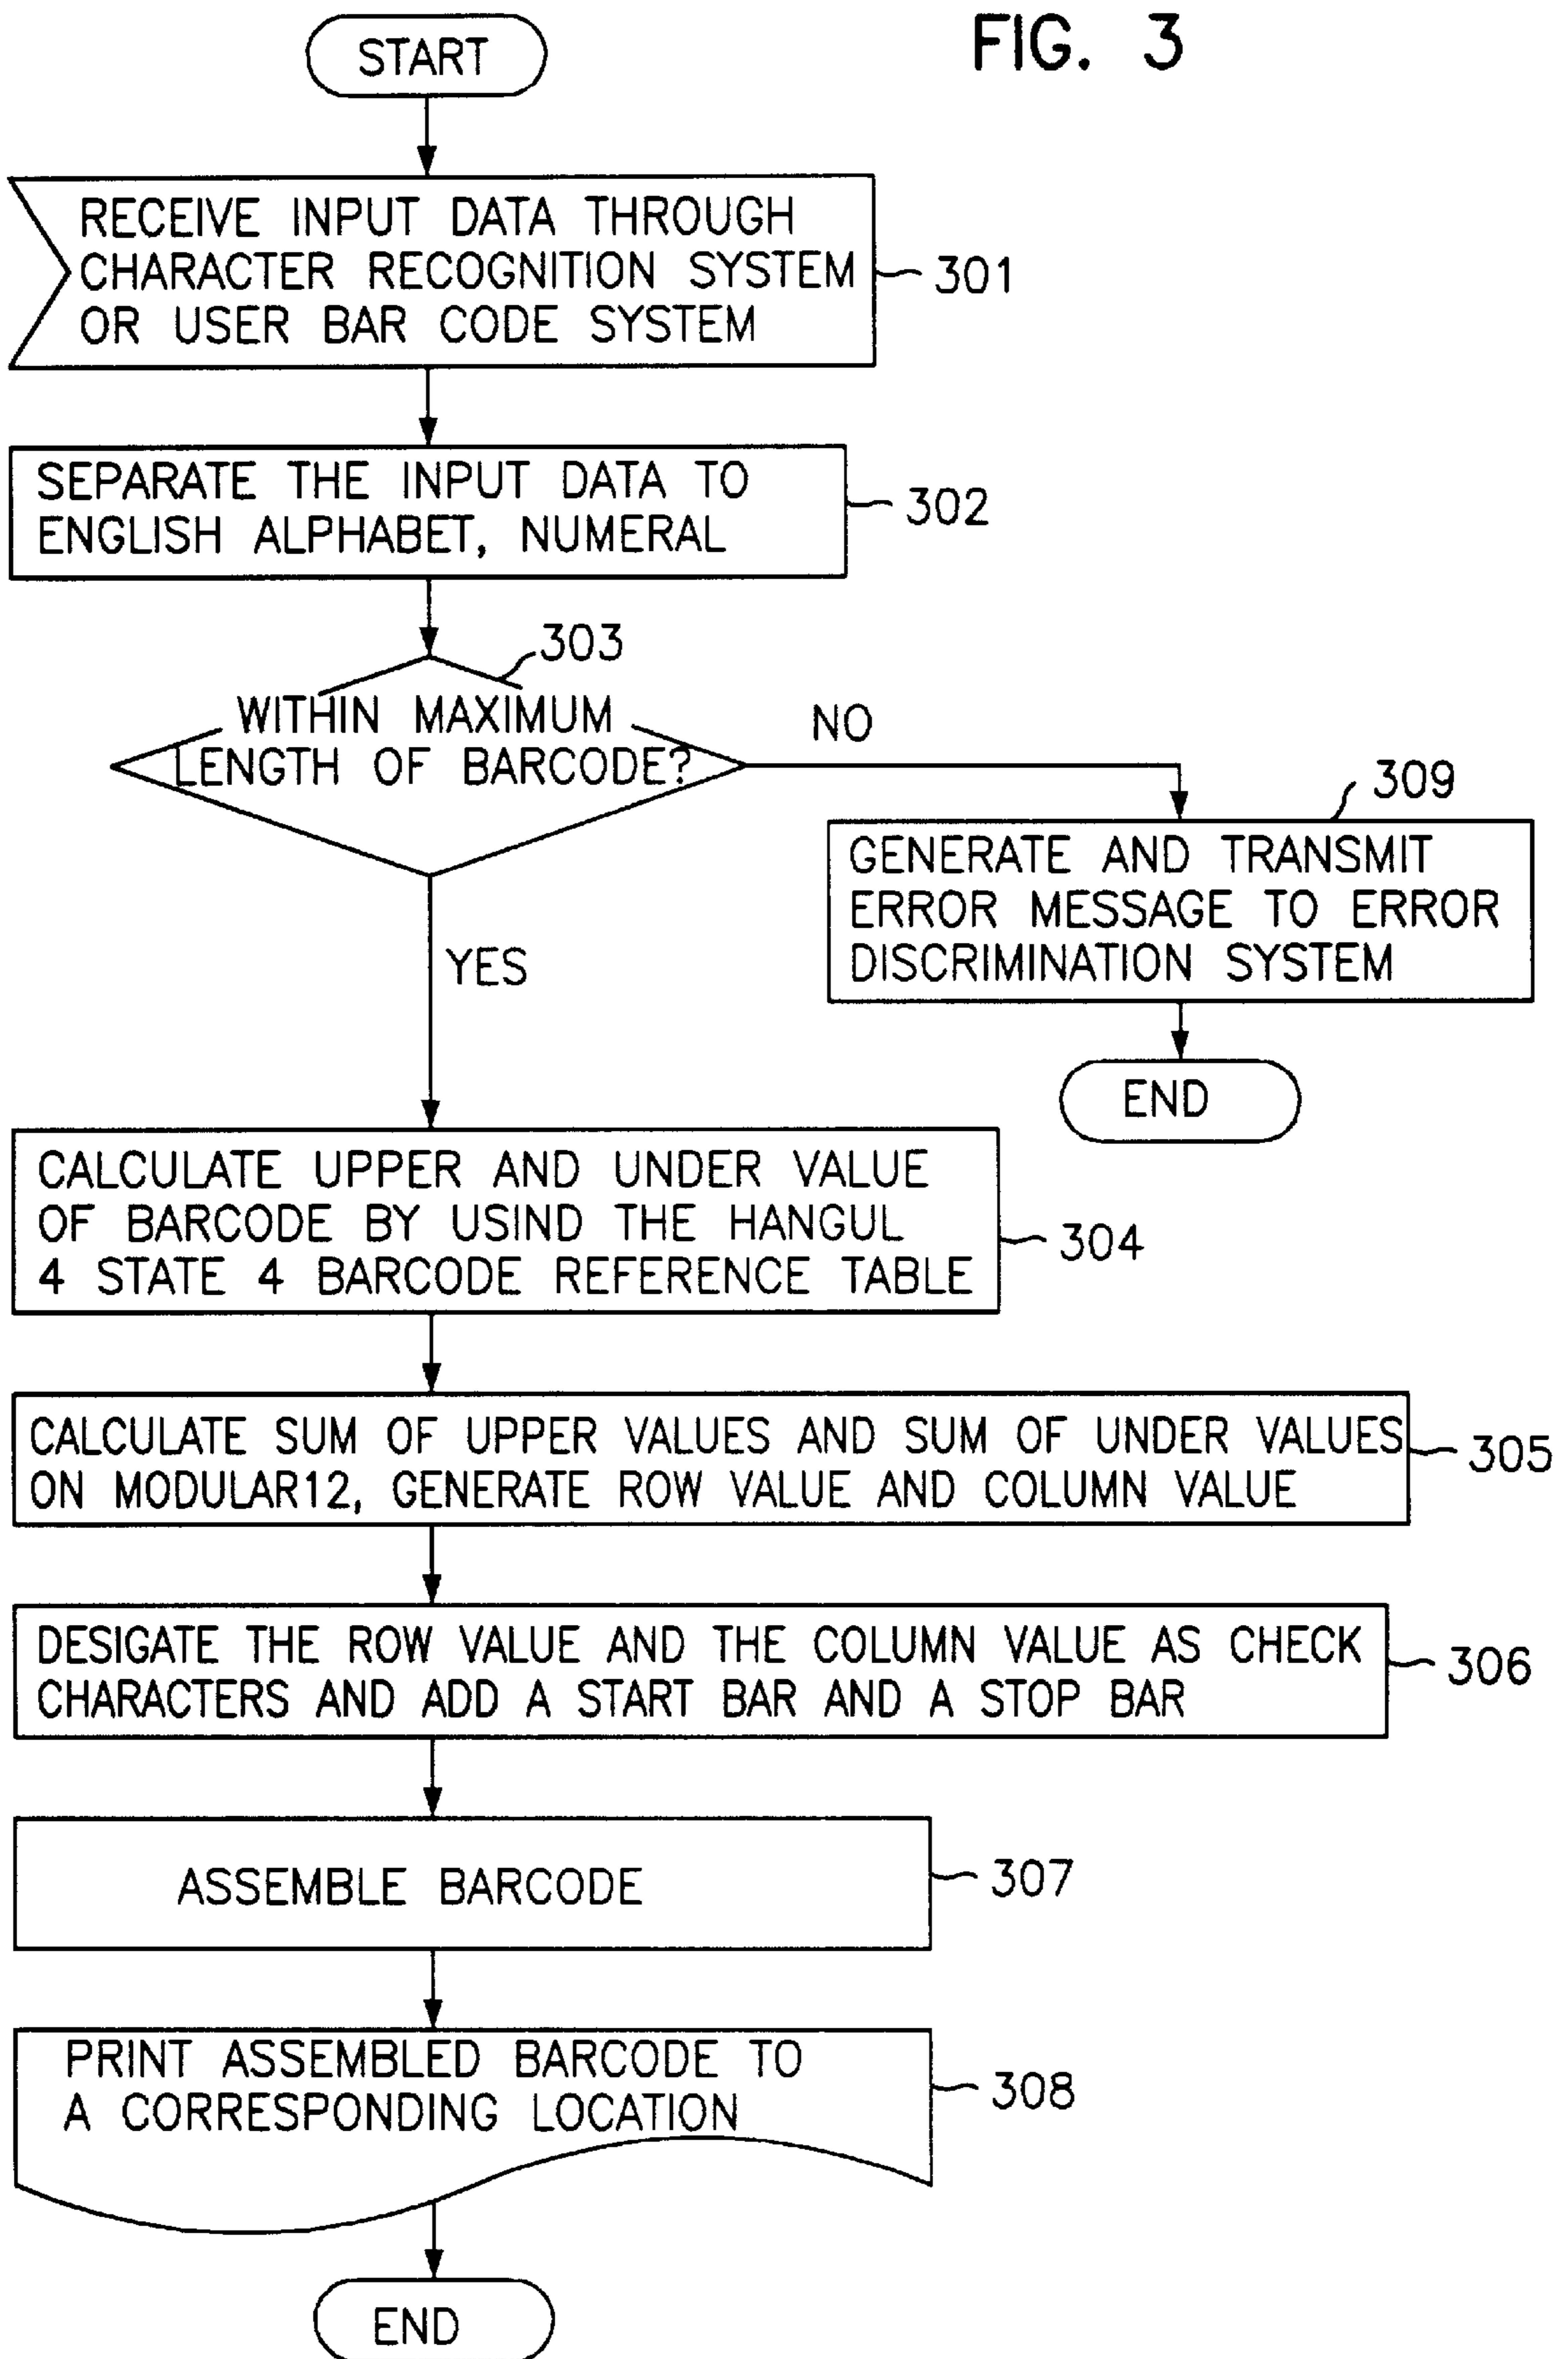 FIG. 3
START
RECEIVE INPUT DATA THROUGH
CHARACTER RECOGNITION SYSTEM
OR USER BAR CODE SYSTEM
301
SEPARATE THE INPUT DATA TO
ENGLISH ALPHABET, NUMERAL
302
303
WITHIN MAXIMUM
LENGTH OF BARCODE?
NO
309
GENERATE AND TRANSMIT
ERROR MESSAGE TO ERROR
DISCRIMINATION SYSTEM
YES
END
CALCULATE UPPER AND UNDER VALUE
OF BARCODE BY USIND THE HANGUL
4 STATE 4 BARCODE REFERENCE TABLE
304
CALCULATE SUM OF UPPER VALUES AND SUM OF UNDER VALUES
ON MODULAR12, GENERATE ROW VALUE AND COLUMN VALUE
305
DESIGATE THE ROW VALUE AND THE COLUMN VALUE AS CHECK
CHARACTERS AND ADD A START BAR AND A STOP BAR
306
ASSEMBLE BARCODE
307
PRINT ASSEMBLED BARCODE TO
A CORRESPONDING LOCATION
308
END